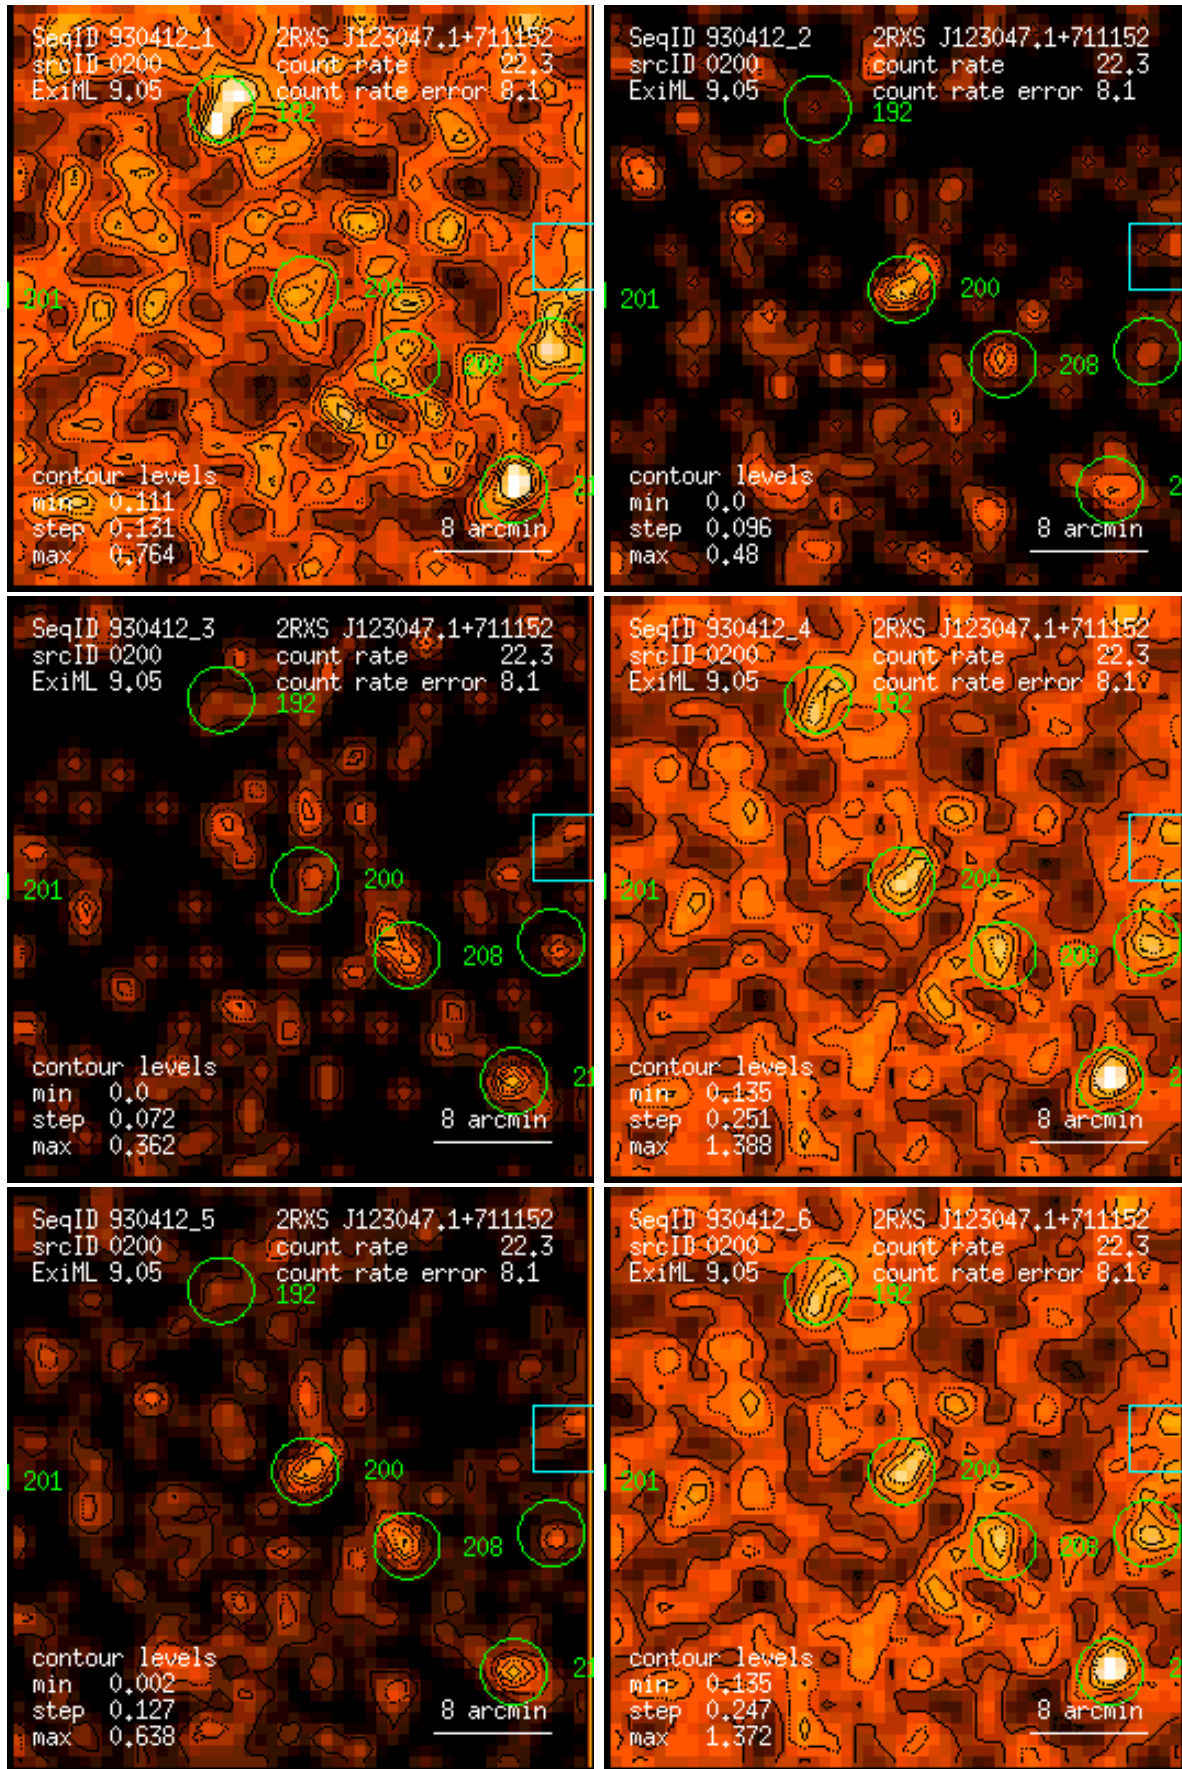 SeqID 930412_1 2RXS J123047.1+711152
srcID 0200 count rate 22.3
ExiML 9.05 count rate error 8.1
192
200
201
208
contour levels
min 0.111
step 0.131 8 arcmin
max 0.764
SeqID 930412_2 2RXS J123047.1+711152
srcID 0200 count rate 22.3
ExiML 9.05 count rate error 8.1
192
200
201
208
contour levels
min 0.0
step 0.096 8 arcmin
max 0.48
SeqID 930412_3 2RXS J123047.1+711152
srcID 0200 count rate 22.3
ExiML 9.05 count rate error 8.1
192
200
201
208
contour levels
min 0.0
step 0.072 8 arcmin
max 0.362
SeqID 930412_4 2RXS J123047.1+711152
srcID 0200 count rate 22.3
ExiML 9.05 count rate error 8.1
192
200
201
208
contour levels
min 0.135
step 0.251 8 arcmin
max 1.388
SeqID 930412_5 2RXS J123047.1+711152
srcID 0200 count rate 22.3
ExiML 9.05 count rate error 8.1
192
200
201
208
contour levels
min 0.002
step 0.127 8 arcmin
max 0.638
SeqID 930412_6 2RXS J123047.1+711152
srcID 0200 count rate 22.3
ExiML 9.05 count rate error 8.1
192
200
201
208
contour levels
min 0.135
step 0.247 8 arcmin
max 1.372